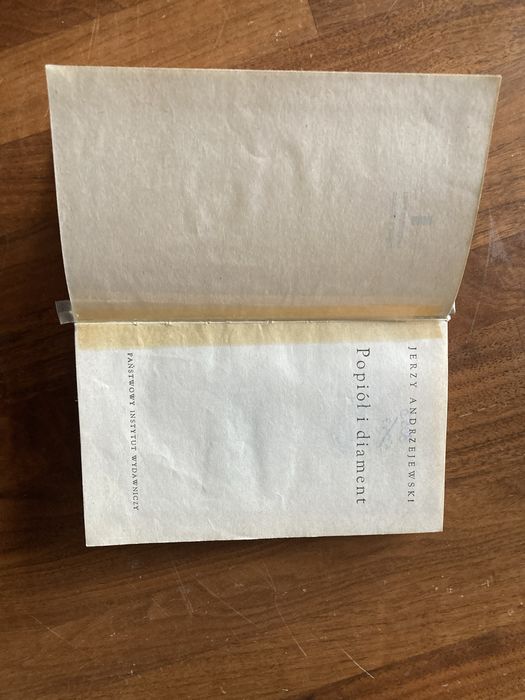 JERZY ANDRZEJEWSKI
Popiół i diament
PAŃSTWOWY INSTYTUT WYDAWNICZY